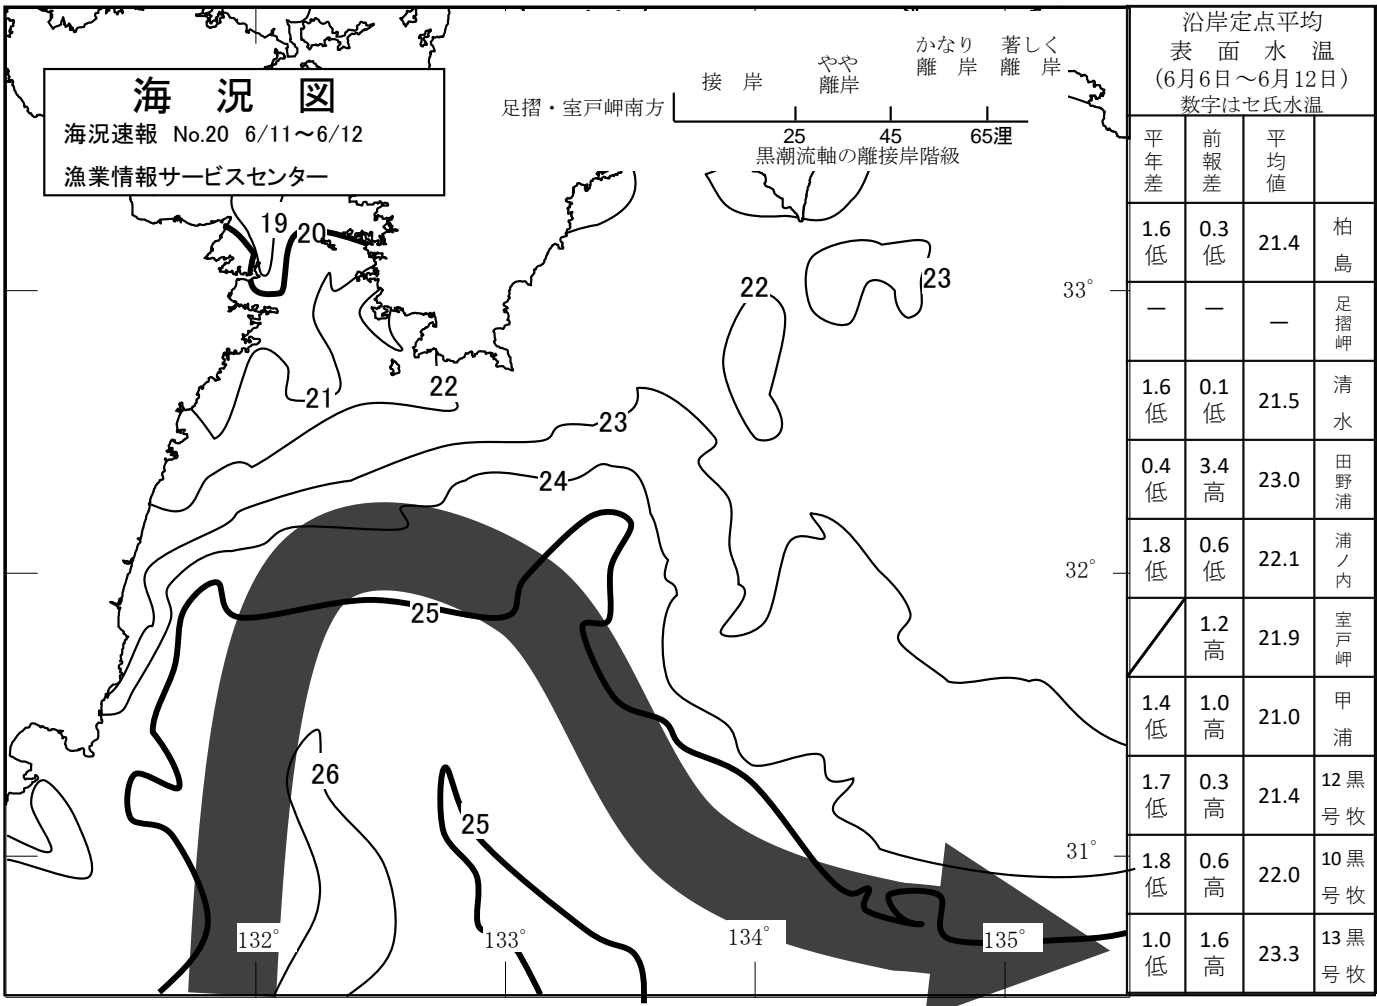 海況図
海況速報 No.20 6/11～6/12
漁業情報サービスセンター
接岸
やや
離岸
かなり
離岸
著しく
離岸
足摺・室戸岬南方
25
45
65浬
黒潮流軸の離接岸階級
19
20
21
22
23
24
22
23
25
26
25
33°
32°
31°
132°
133°
134°
135°
沿岸定点平均
表面水温
(6月6日～6月12日)
数字はセ氏水温
平年差 前報差 平均値
1.6低 0.3低 21.4 柏島
― ― ― 足摺岬
1.6低 0.1低 21.5 清水
0.4低 3.4高 23.0 田野浦
1.8低 0.6低 22.1 浦ノ内
1.2高 21.9 室戸岬
1.4低 1.0高 21.0 甲浦
1.7低 0.3高 21.4 黒牧12号
1.8低 0.6高 22.0 黒牧10号
1.0低 1.6高 23.3 黒牧13号